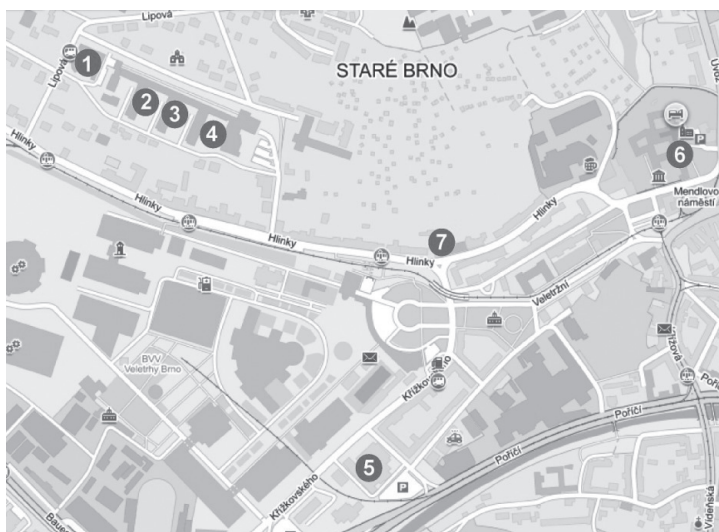 Lipová
Lipová
1
2
3
4
STARÉ BRNO
Úvoz
P
6
Mendlovo
náměstí
Hlinky
Hlinky
7
Hlinky
Hlinky
Veletržní
BVV
Veletrhy Brno
Křížkovského
Křížová
Poříčí
Poříčí
5
P
Křížkovského
Vídeňská